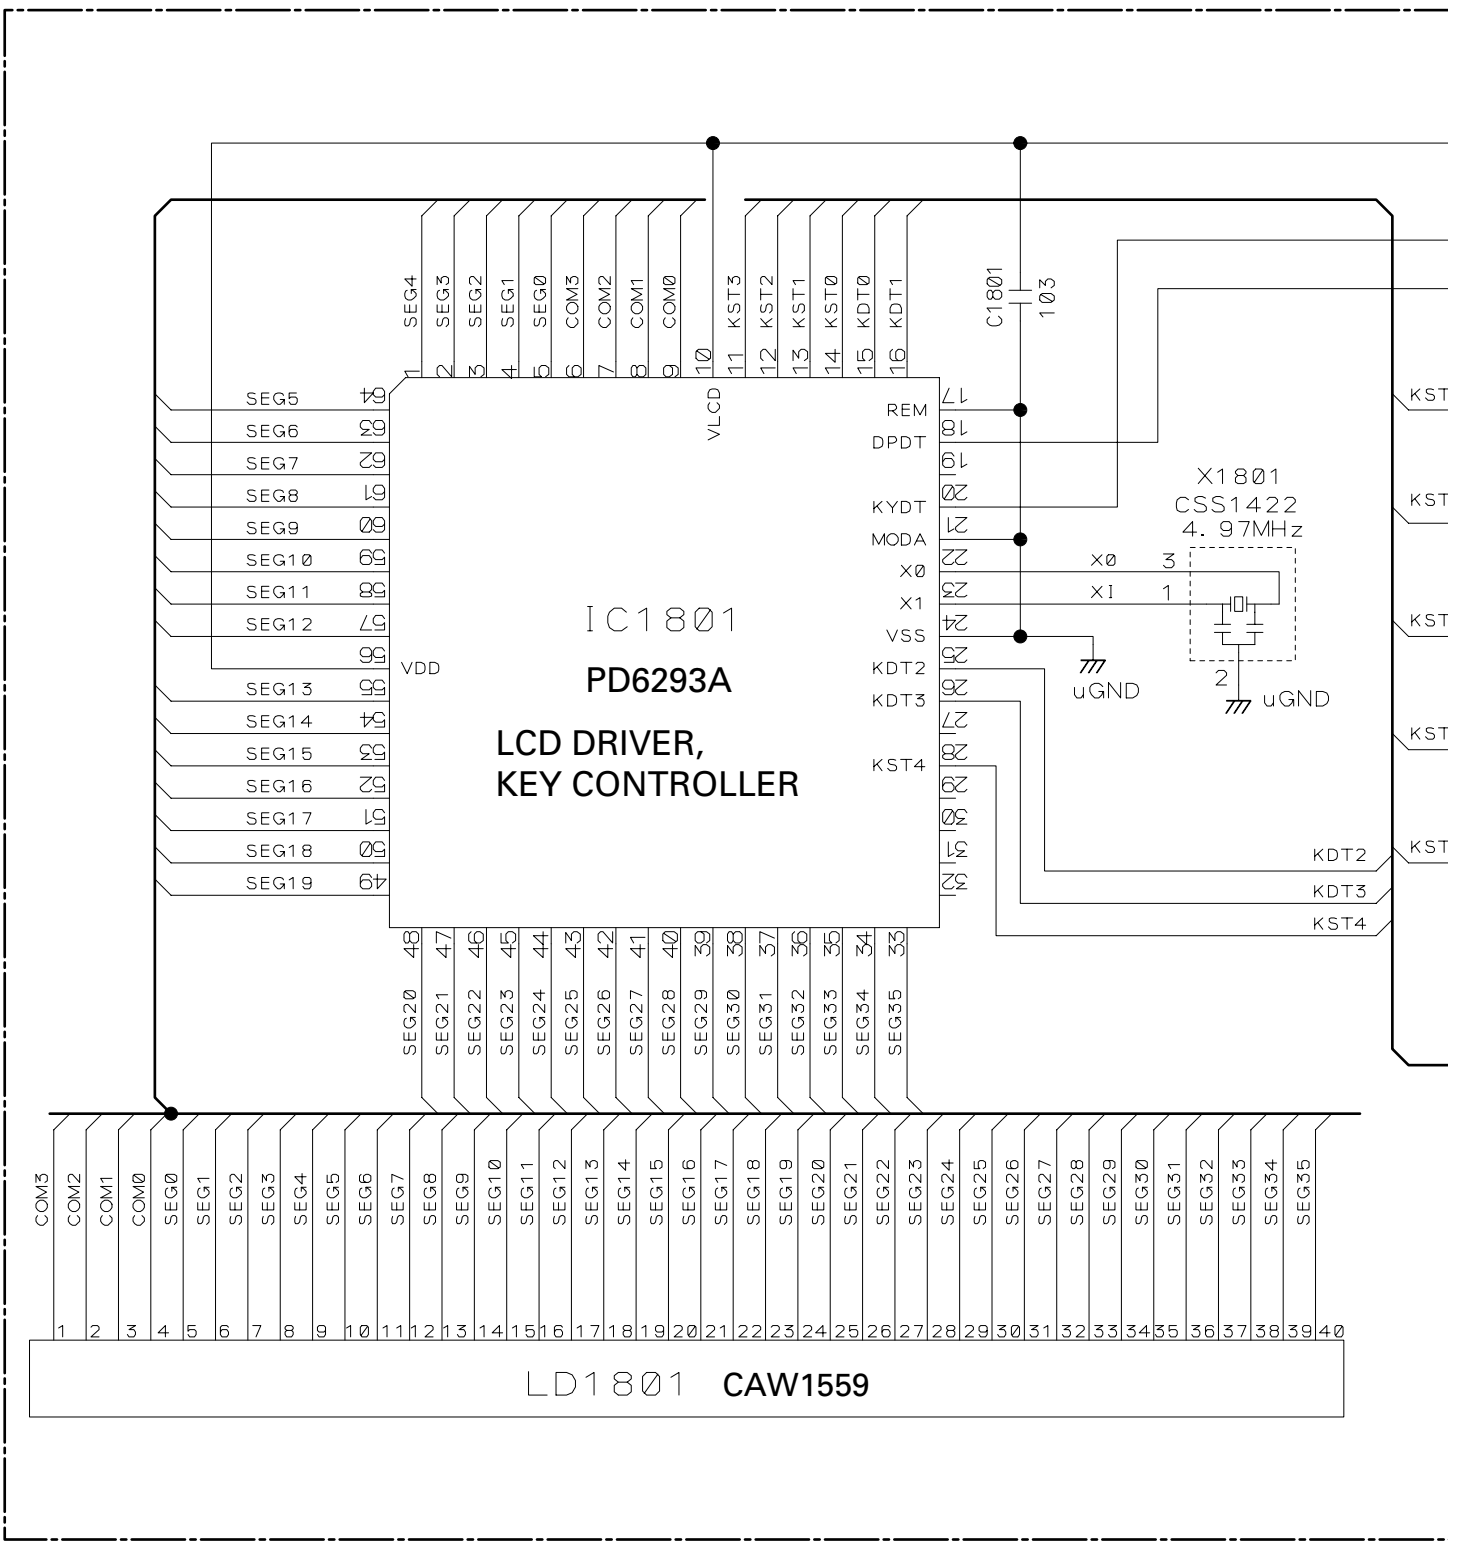 SEG4
SEG3
SEG2
SEG1
SEG0
COM3
COM2
COM1
COM0
KST3
KST2
KST1
KST0
KDT0
KDT1
1
2
3
4
5
6
7
8
9
10
11
12
13
14
15
16
C1801
103
VLCD
SEG5 64
SEG6 63
SEG7 62
SEG8 61
SEG9 60
SEG10 59
SEG11 58
SEG12 57
56 VDD
SEG13 55
SEG14 54
SEG15 53
SEG16 52
SEG17 51
SEG18 50
SEG19 49
IC1801
PD6293A
LCD DRIVER,
KEY CONTROLLER
REM 17
DPDT 18
19
KYDT 20
MODA 21
X0 22
X1 23
VSS 24
KDT2 25
KDT3 26
27
KST4 28
29
30
31
32
X1801
CSS1422
4.97MHz
X0 3
XI 1
2
uGND
uGND
KST
KST
KST
KST
KST
KDT2
KDT3
KST4
48
47
46
45
44
43
42
41
40
39
38
37
36
35
34
33
SEG20
SEG21
SEG22
SEG23
SEG24
SEG25
SEG26
SEG27
SEG28
SEG29
SEG30
SEG31
SEG32
SEG33
SEG34
SEG35
COM3
COM2
COM1
COM0
SEG0
SEG1
SEG2
SEG3
SEG4
SEG5
SEG6
SEG7
SEG8
SEG9
SEG10
SEG11
SEG12
SEG13
SEG14
SEG15
SEG16
SEG17
SEG18
SEG19
SEG20
SEG21
SEG22
SEG23
SEG24
SEG25
SEG26
SEG27
SEG28
SEG29
SEG30
SEG31
SEG32
SEG33
SEG34
SEG35
1 2 3 4 5 6 7 8 9 10 11 12 13 14 15 16 17 18 19 20 21 22 23 24 25 26 27 28 29 30 31 32 33 34 35 36 37 38 39 40
LD1801 CAW1559